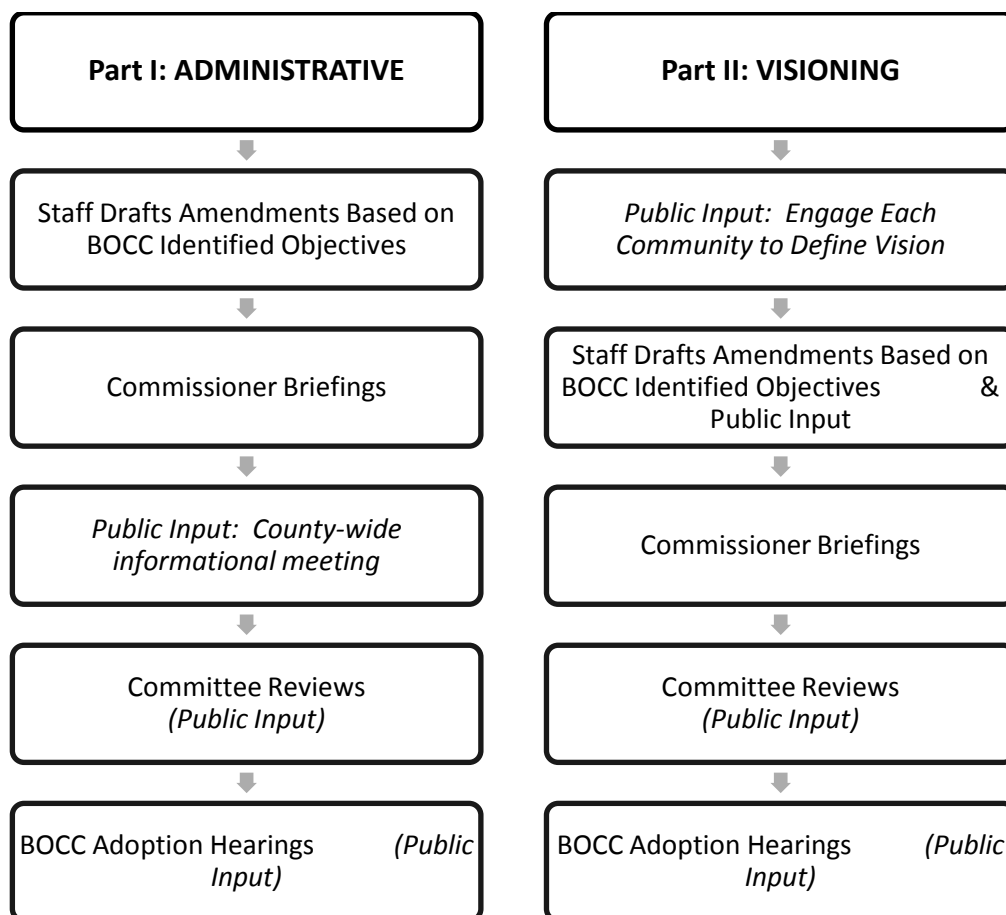 Part I: ADMINISTRATIVE
Staff Drafts Amendments Based on
BOCC Identified Objectives
Commissioner Briefings
Public Input: County-wide
informational meeting
Committee Reviews
(Public Input)
BOCC Adoption Hearings (Public
Input)
Part II: VISIONING
Public Input: Engage Each
Community to Define Vision
Staff Drafts Amendments Based on
BOCC Identified Objectives &
Public Input
Commissioner Briefings
Committee Reviews
(Public Input)
BOCC Adoption Hearings (Public
Input)